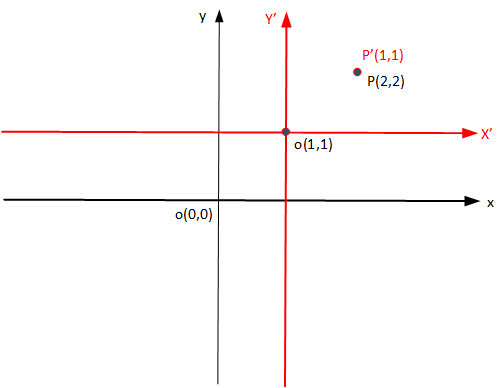 y
Y’
P’(1,1)
P(2,2)
X’
o(1,1)
x
o(0,0)